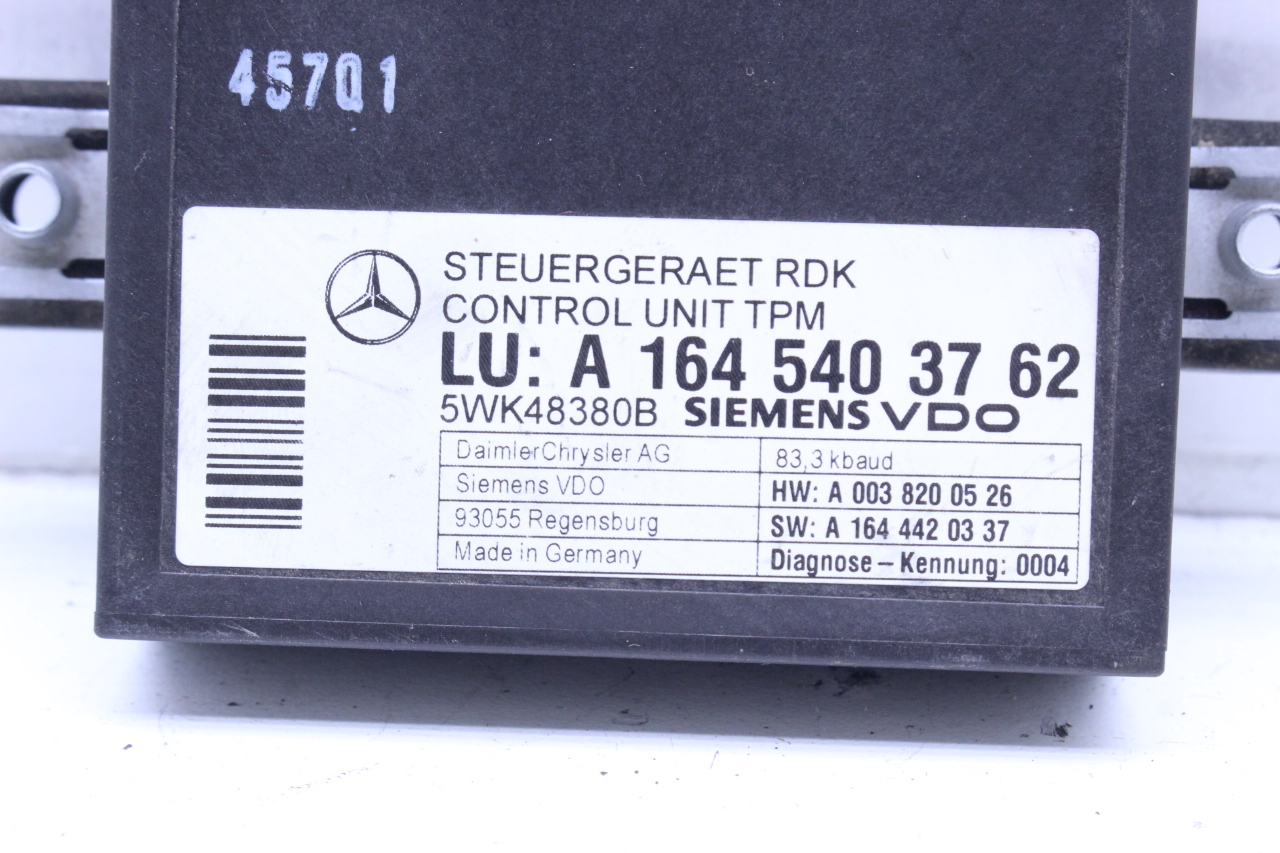 45701
STEUERGERAET RDK
CONTROL UNIT TPM
LU: A 164 540 37 62
5WK48380B SIEMENS VDO
DaimlerChrysler AG 83,3 kbaud
Siemens VDO HW: A 003 820 05 26
93055 Regensburg SW: A 164 442 03 37
Made in Germany Diagnose – Kennung: 0004